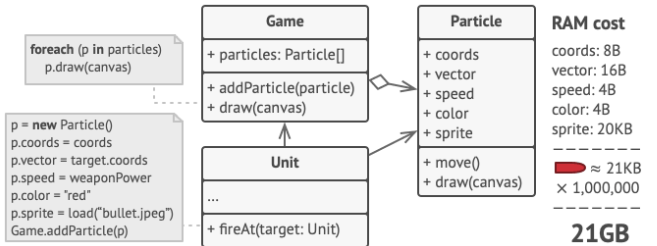 foreach (p in particles)
p.draw(canvas)
Game
+ particles: Particle[]
+ addParticle(particle)
+ draw(canvas)
Particle
+ coords
+ vector
+ speed
+ color
+ sprite
+ move()
+ draw(canvas)
RAM cost
coords: 8B
vector: 16B
speed: 4B
color: 4B
sprite: 20KB
≈ 21KB
× 1,000,000
21GB
p = new Particle()
p.coords = coords
p.vector = target.coords
p.speed = weaponPower
p.color = "red"
p.sprite = load("bullet.jpeg")
Game.addParticle(p)
Unit
...
+ fireAt(target: Unit)